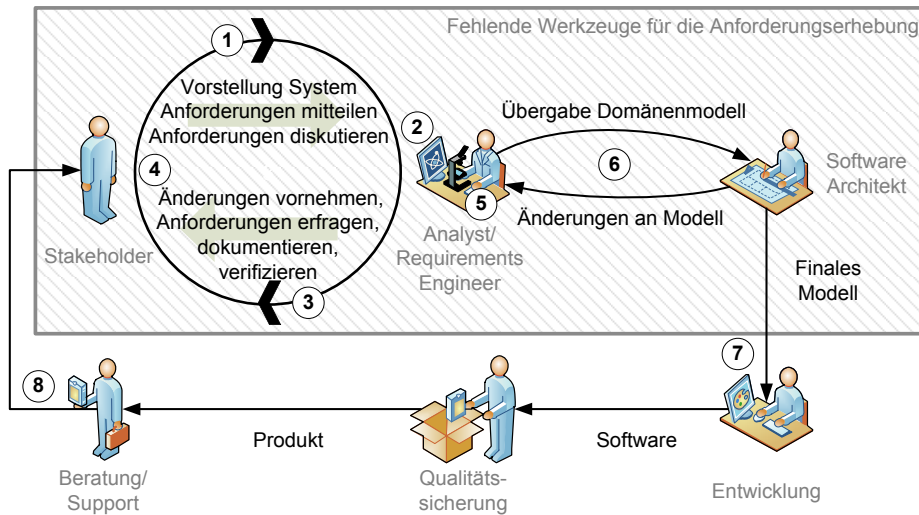 Fehlende Werkzeuge für die Anforderungserhebung
1
Vorstellung System
Anforderungen mitteilen
Anforderungen diskutieren
2
Übergabe Domänenmodell
6
Software
Architekt
4
5
Änderungen vornehmen,
Anforderungen erfragen,
dokumentieren,
verifizieren
Änderungen an Modell
Stakeholder
Analyst/
Requirements
Engineer
3
Finales
Modell
7
8
Produkt
Software
Beratung/
Support
Qualitäts-
sicherung
Entwicklung